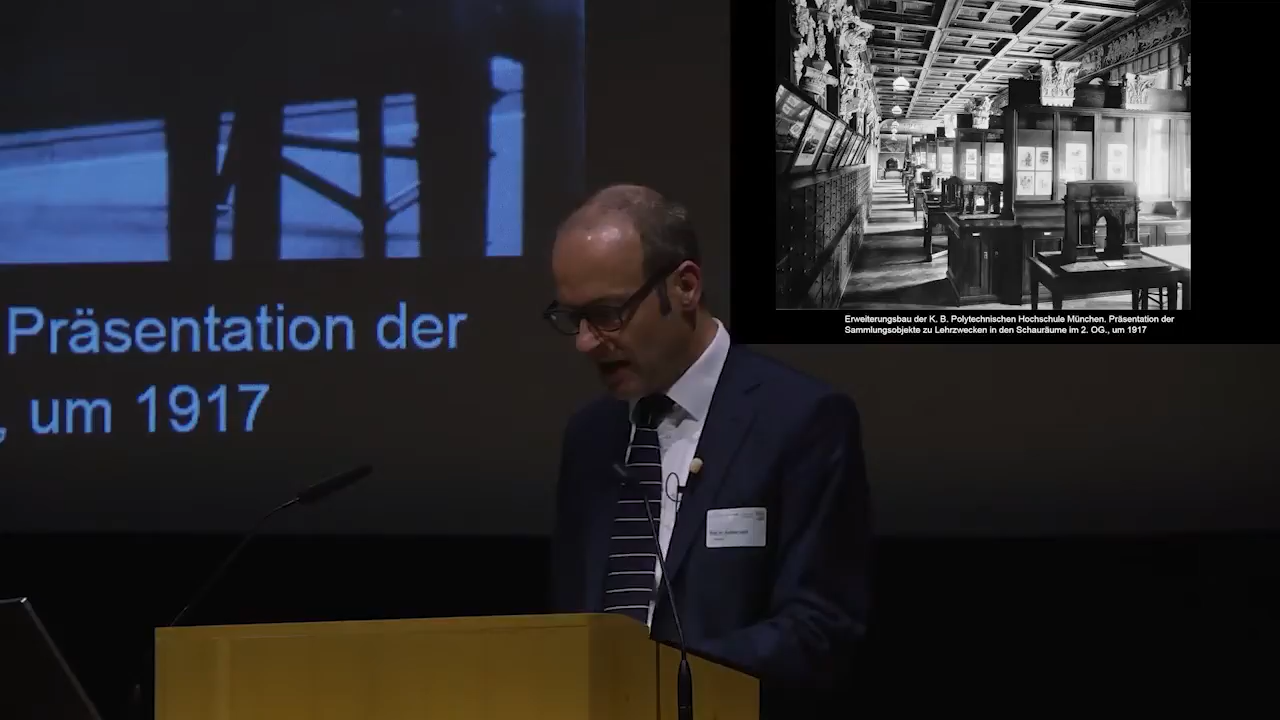 Präsentation der
, um 1917
Erweiterungsbau der K. B. Polytechnischen Hochschule München. Präsentation der
Sammlungsobjekte zu Lehrzwecken in den Schauräume im 2. OG., um 1917